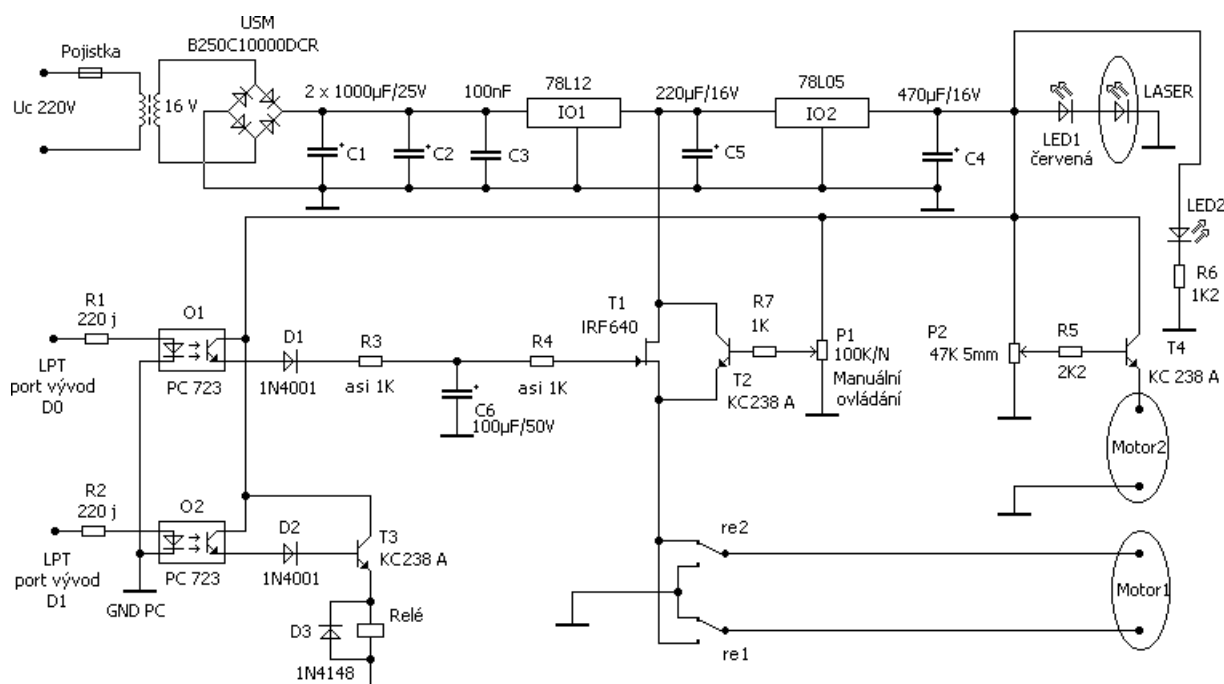 USM
B250C10000DCR
Pojistka
Uc 220V
16 V
2 x 1000µF/25V
100nF
78L12
IO1
220µF/16V
78L05
IO2
470µF/16V
LASER
LED1
červená
+ C1
+ C2
C3
+ C5
+ C4
LED2
R6
1K2
R1
220 j
O1
D1
1N4001
R3
asi 1K
R4
asi 1K
T1
IRF640
R7
1K
P1
100K/N
Manuální
ovládání
P2
47K 5mm
R5
2K2
T4
KC 238 A
LPT
port vývod
D0
PC 723
+
C6
100µF/50V
T2
KC238 A
Motor2
R2
220 j
O2
D2
1N4001
T3
KC238 A
LPT
port vývod
D1
PC 723
GND PC
re2
Motor1
D3
Relé
1N4148
re1